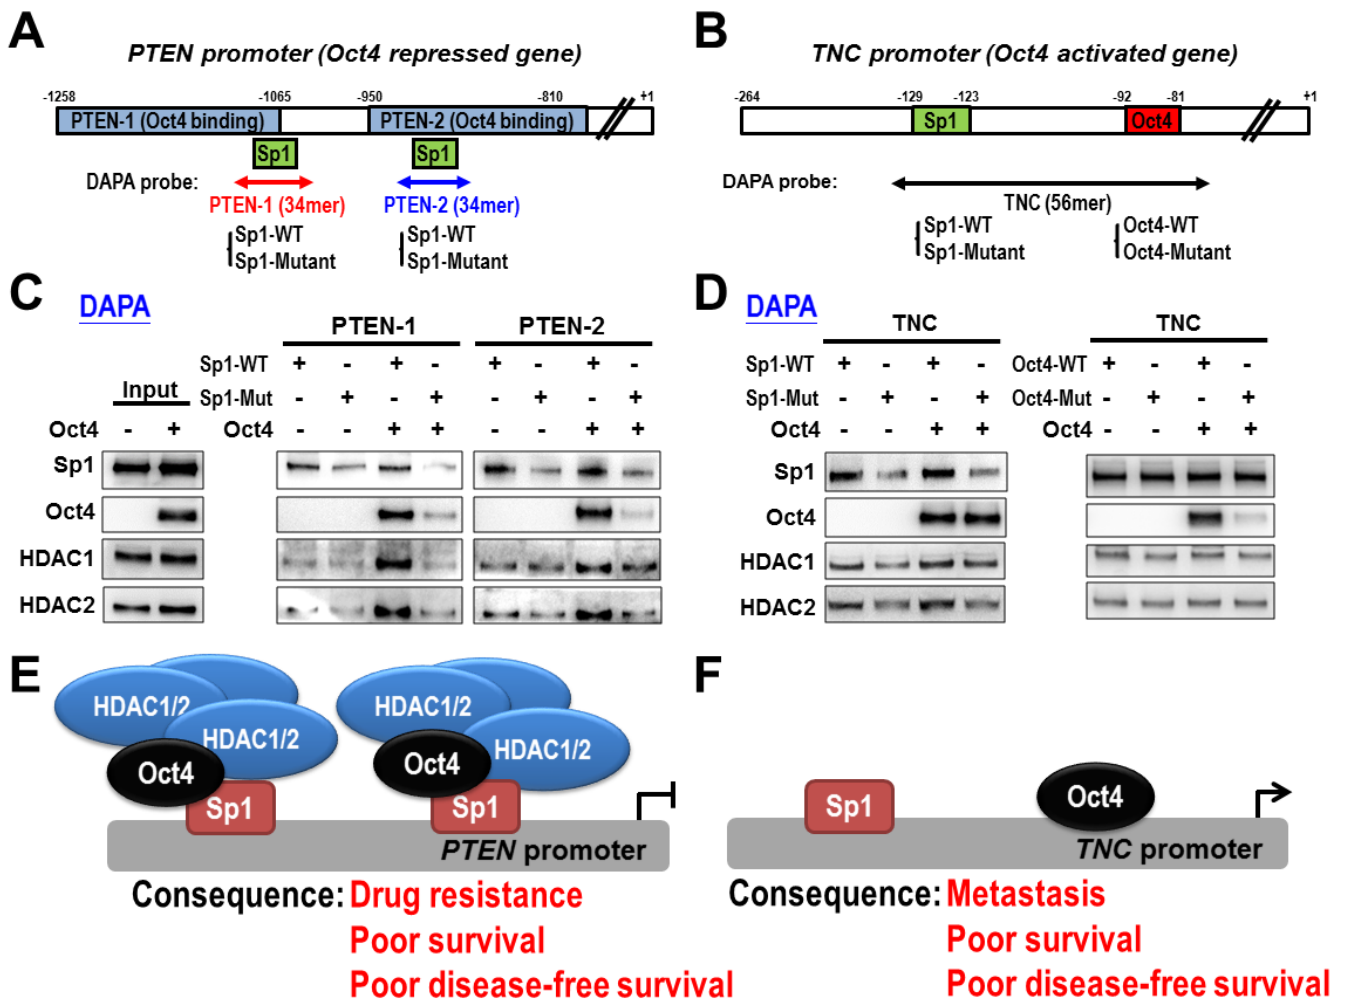 A
PTEN promoter (Oct4 repressed gene)
-1258 -1065 -950 -810 +1
PTEN-1 (Oct4 binding) PTEN-2 (Oct4 binding)
Sp1 Sp1
DAPA probe:
PTEN-1 (34mer) PTEN-2 (34mer)
Sp1-WT Sp1-WT
Sp1-Mutant Sp1-Mutant
B
TNC promoter (Oct4 activated gene)
-264 -129 -123 -92 -81 +1
Sp1 Oct4
DAPA probe:
TNC (56mer)
Sp1-WT Oct4-WT
Sp1-Mutant Oct4-Mutant
C
DAPA
PTEN-1 PTEN-2
Sp1-WT + - + - + - + -
Input Sp1-Mut - + - + - + - +
Oct4 - + Oct4 - - + + - - + +
Sp1
Oct4
HDAC1
HDAC2
D
DAPA
TNC TNC
Sp1-WT + - + - Oct4-WT + - + -
Sp1-Mut - + - + Oct4-Mut - + - +
Oct4 - - + + Oct4 - - + +
Sp1
Oct4
HDAC1
HDAC2
E
HDAC1/2 HDAC1/2
HDAC1/2 HDAC1/2
Oct4 Oct4
Sp1 Sp1
PTEN promoter
Consequence: Drug resistance
Poor survival
Poor disease-free survival
F
Sp1 Oct4
TNC promoter
Consequence: Metastasis
Poor survival
Poor disease-free survival